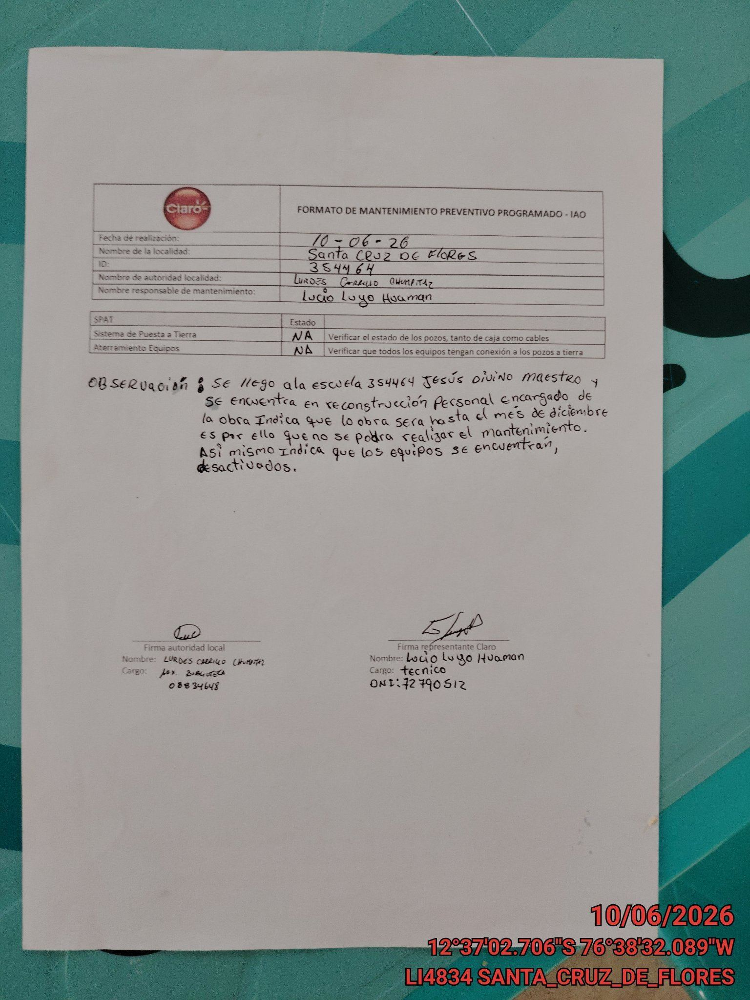 Claro
FORMATO DE MANTENIMIENTO PREVENTIVO PROGRAMADO - IAO
Fecha de realización: 10-06-26
Nombre de la localidad: Santa CRUZ DE FLORES
ID: 354464
Nombre de autoridad localidad: LURDES CARRILLO CHUMPITAZ
Nombre responsable de mantenimiento: Lucio Luyo Huaman
SPAT Estado
Sistema de Puesta a Tierra NA Verificar el estado de los pozos, tanto de caja como cables
Aterramiento Equipos NA Verificar que todos los equipos tengan conexión a los pozos a tierra
OBSERVación: SE llego ala escuela 354464 JESÚS DIVINO MAESTRO y
SE encuentra en reconstrucción Personal encargado de
la obra Indica que lo obra sera hasta el més de diciembre
es por ello que no se podra realizar el mantenimiento.
Asi mismo Indica que los equipos se encuentran,
desactivados.
Firma autoridad local
Nombre: LURDES CARRILLO CHUMPITAZ
Cargo: Aux. BIBLIOTECA
08834648
Firma representante Claro
Nombre: Lucio Luyo Huaman
Cargo: tecnico
DNI: 72790512
10/06/2026
12°37'02.706"S 76°38'32.089"W
LI4834 SANTA_CRUZ_DE_FLORES